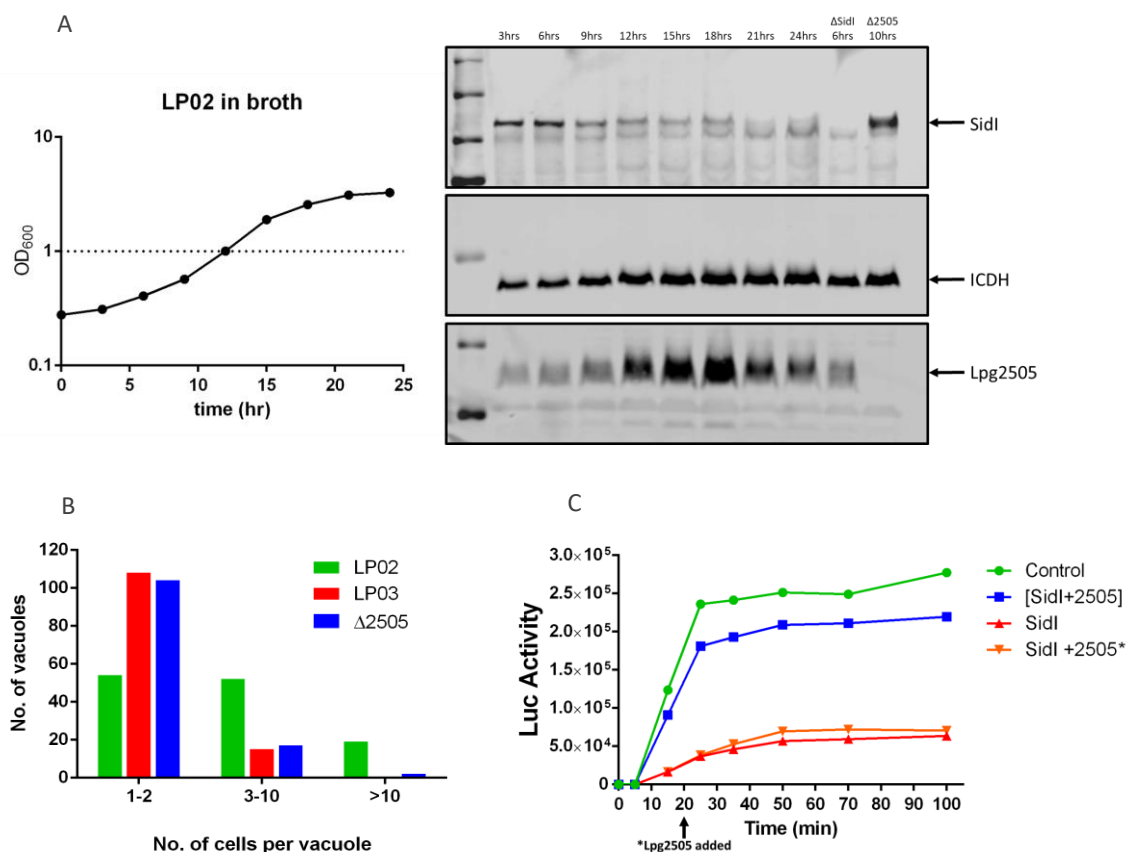 A
LP02 in broth
10
1
0.1
OD600
0 5 10 15 20 25
time (hr)
3hrs 6hrs 9hrs 12hrs 15hrs 18hrs 21hrs 24hrs ΔSidI 6hrs Δ2505 10hrs
SidI
ICDH
Lpg2505
B
120
100
80
60
40
20
0
No. of vacuoles
LP02
LP03
Δ2505
1-2 3-10 >10
No. of cells per vacuole
C
3.0×10⁵
2.5×10⁵
2.0×10⁵
1.5×10⁵
1.0×10⁵
5.0×10⁴
0
Luc Activity
Control
[SidI+2505]
SidI
SidI +2505*
0 10 20 30 40 50 60 70 80 90 100
Time (min)
*Lpg2505 added